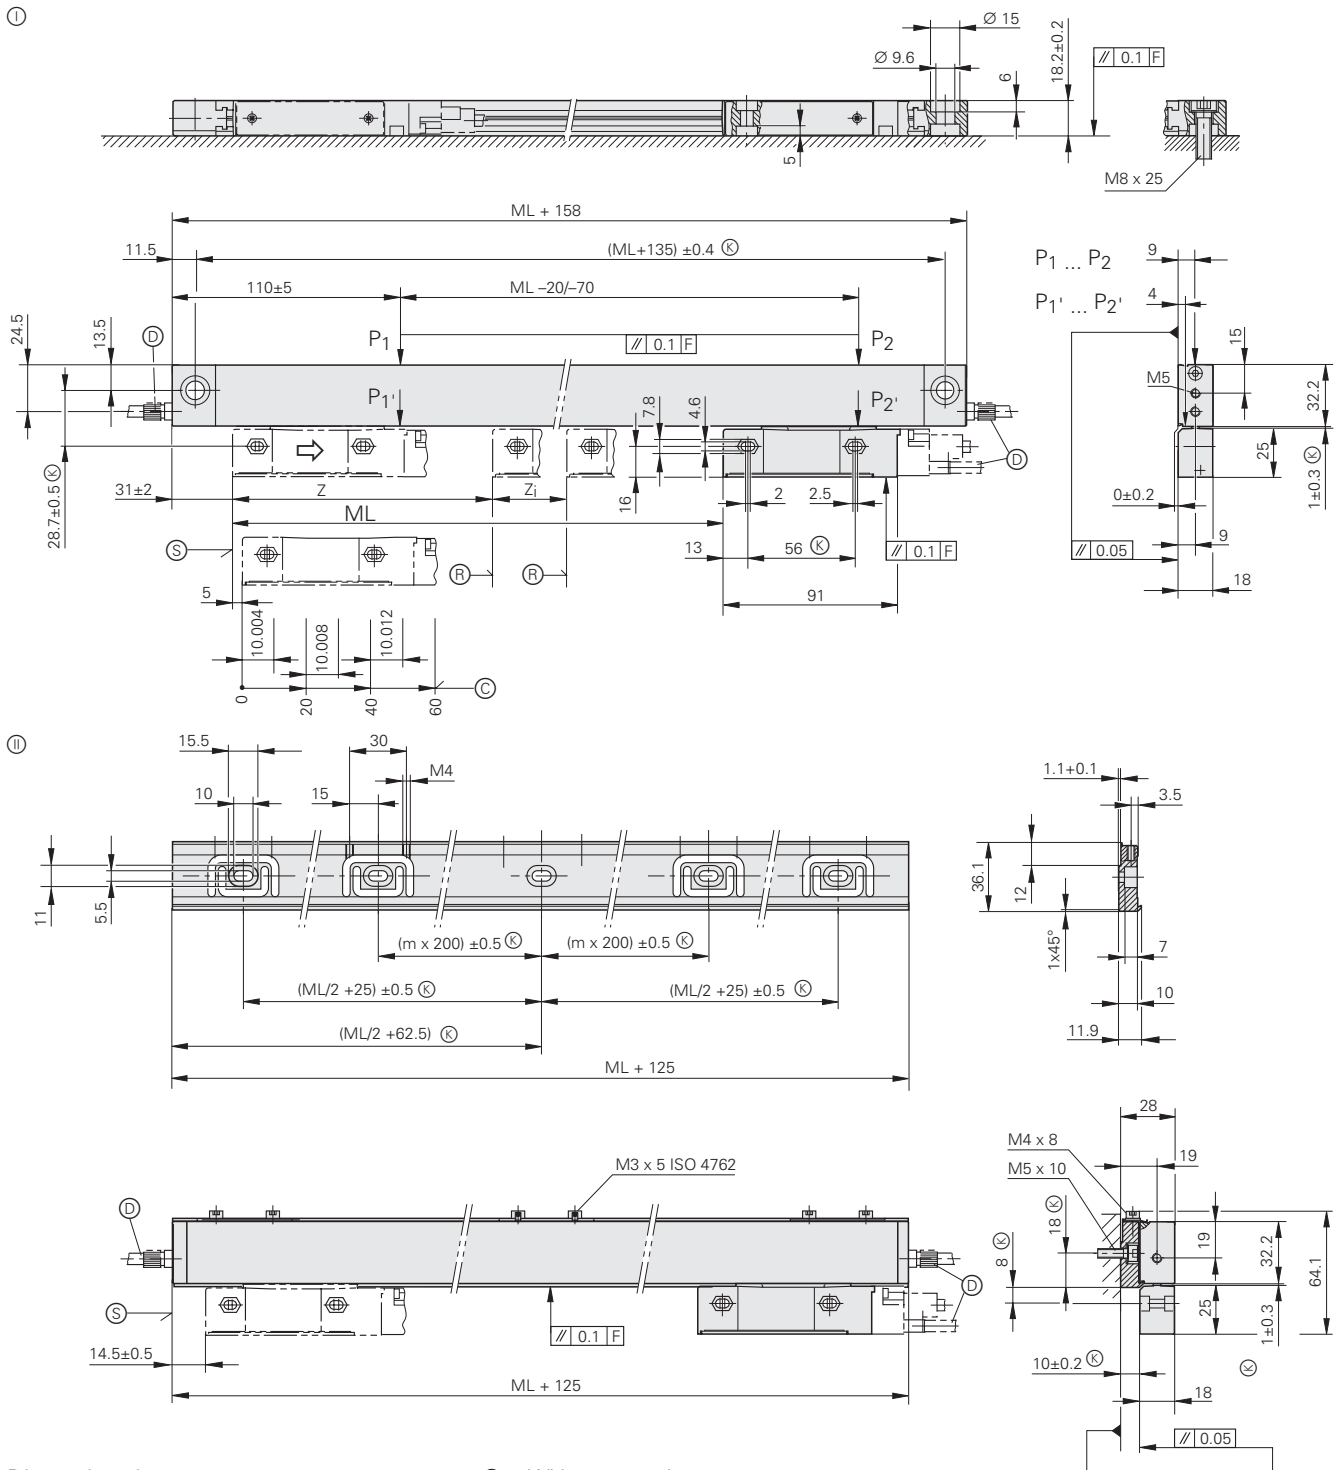 Ⓘ
Ø 15
Ø 9.6
6
18.2±0.2
// 0.1 F
5
M8 x 25
ML + 158
11.5
(ML+135) ±0.4 Ⓚ
110±5
ML –20/–70
P1 ... P2
P1' ... P2'
9
4
15
M5
32.2
25
1±0.3 Ⓚ
0±0.2
// 0.05
9
18
24.5
13.5
Ⓓ
P1
// 0.1 F
P2
P1'
P2'
7.8
4.6
Ⓓ
28.7±0.5 Ⓚ
31±2
Z
Zi
16
2
2.5
ML
Ⓢ
13
56 Ⓚ
// 0.1 F
Ⓡ
Ⓡ
91
5
10.004
10.008
10.012
0
20
40
60
Ⓒ
Ⅱ
15.5
30
M4
10
15
11
5.5
(m x 200) ±0.5 Ⓚ
(m x 200) ±0.5 Ⓚ
(ML/2 +25) ±0.5 Ⓚ
(ML/2 +25) ±0.5 Ⓚ
(ML/2 +62.5) Ⓚ
ML + 125
1.1+0.1
3.5
36.1
12
1x45°
7
10
11.9
M3 x 5 ISO 4762
Ⓓ
Ⓓ
Ⓢ
// 0.1 F
14.5±0.5
ML + 125
28
M4 x 8
19
M5 x 10
18 Ⓚ
8 Ⓚ
19
32.2
64.1
25
1±0.3
Ⓚ
10±0.2 Ⓚ
18
// 0.05